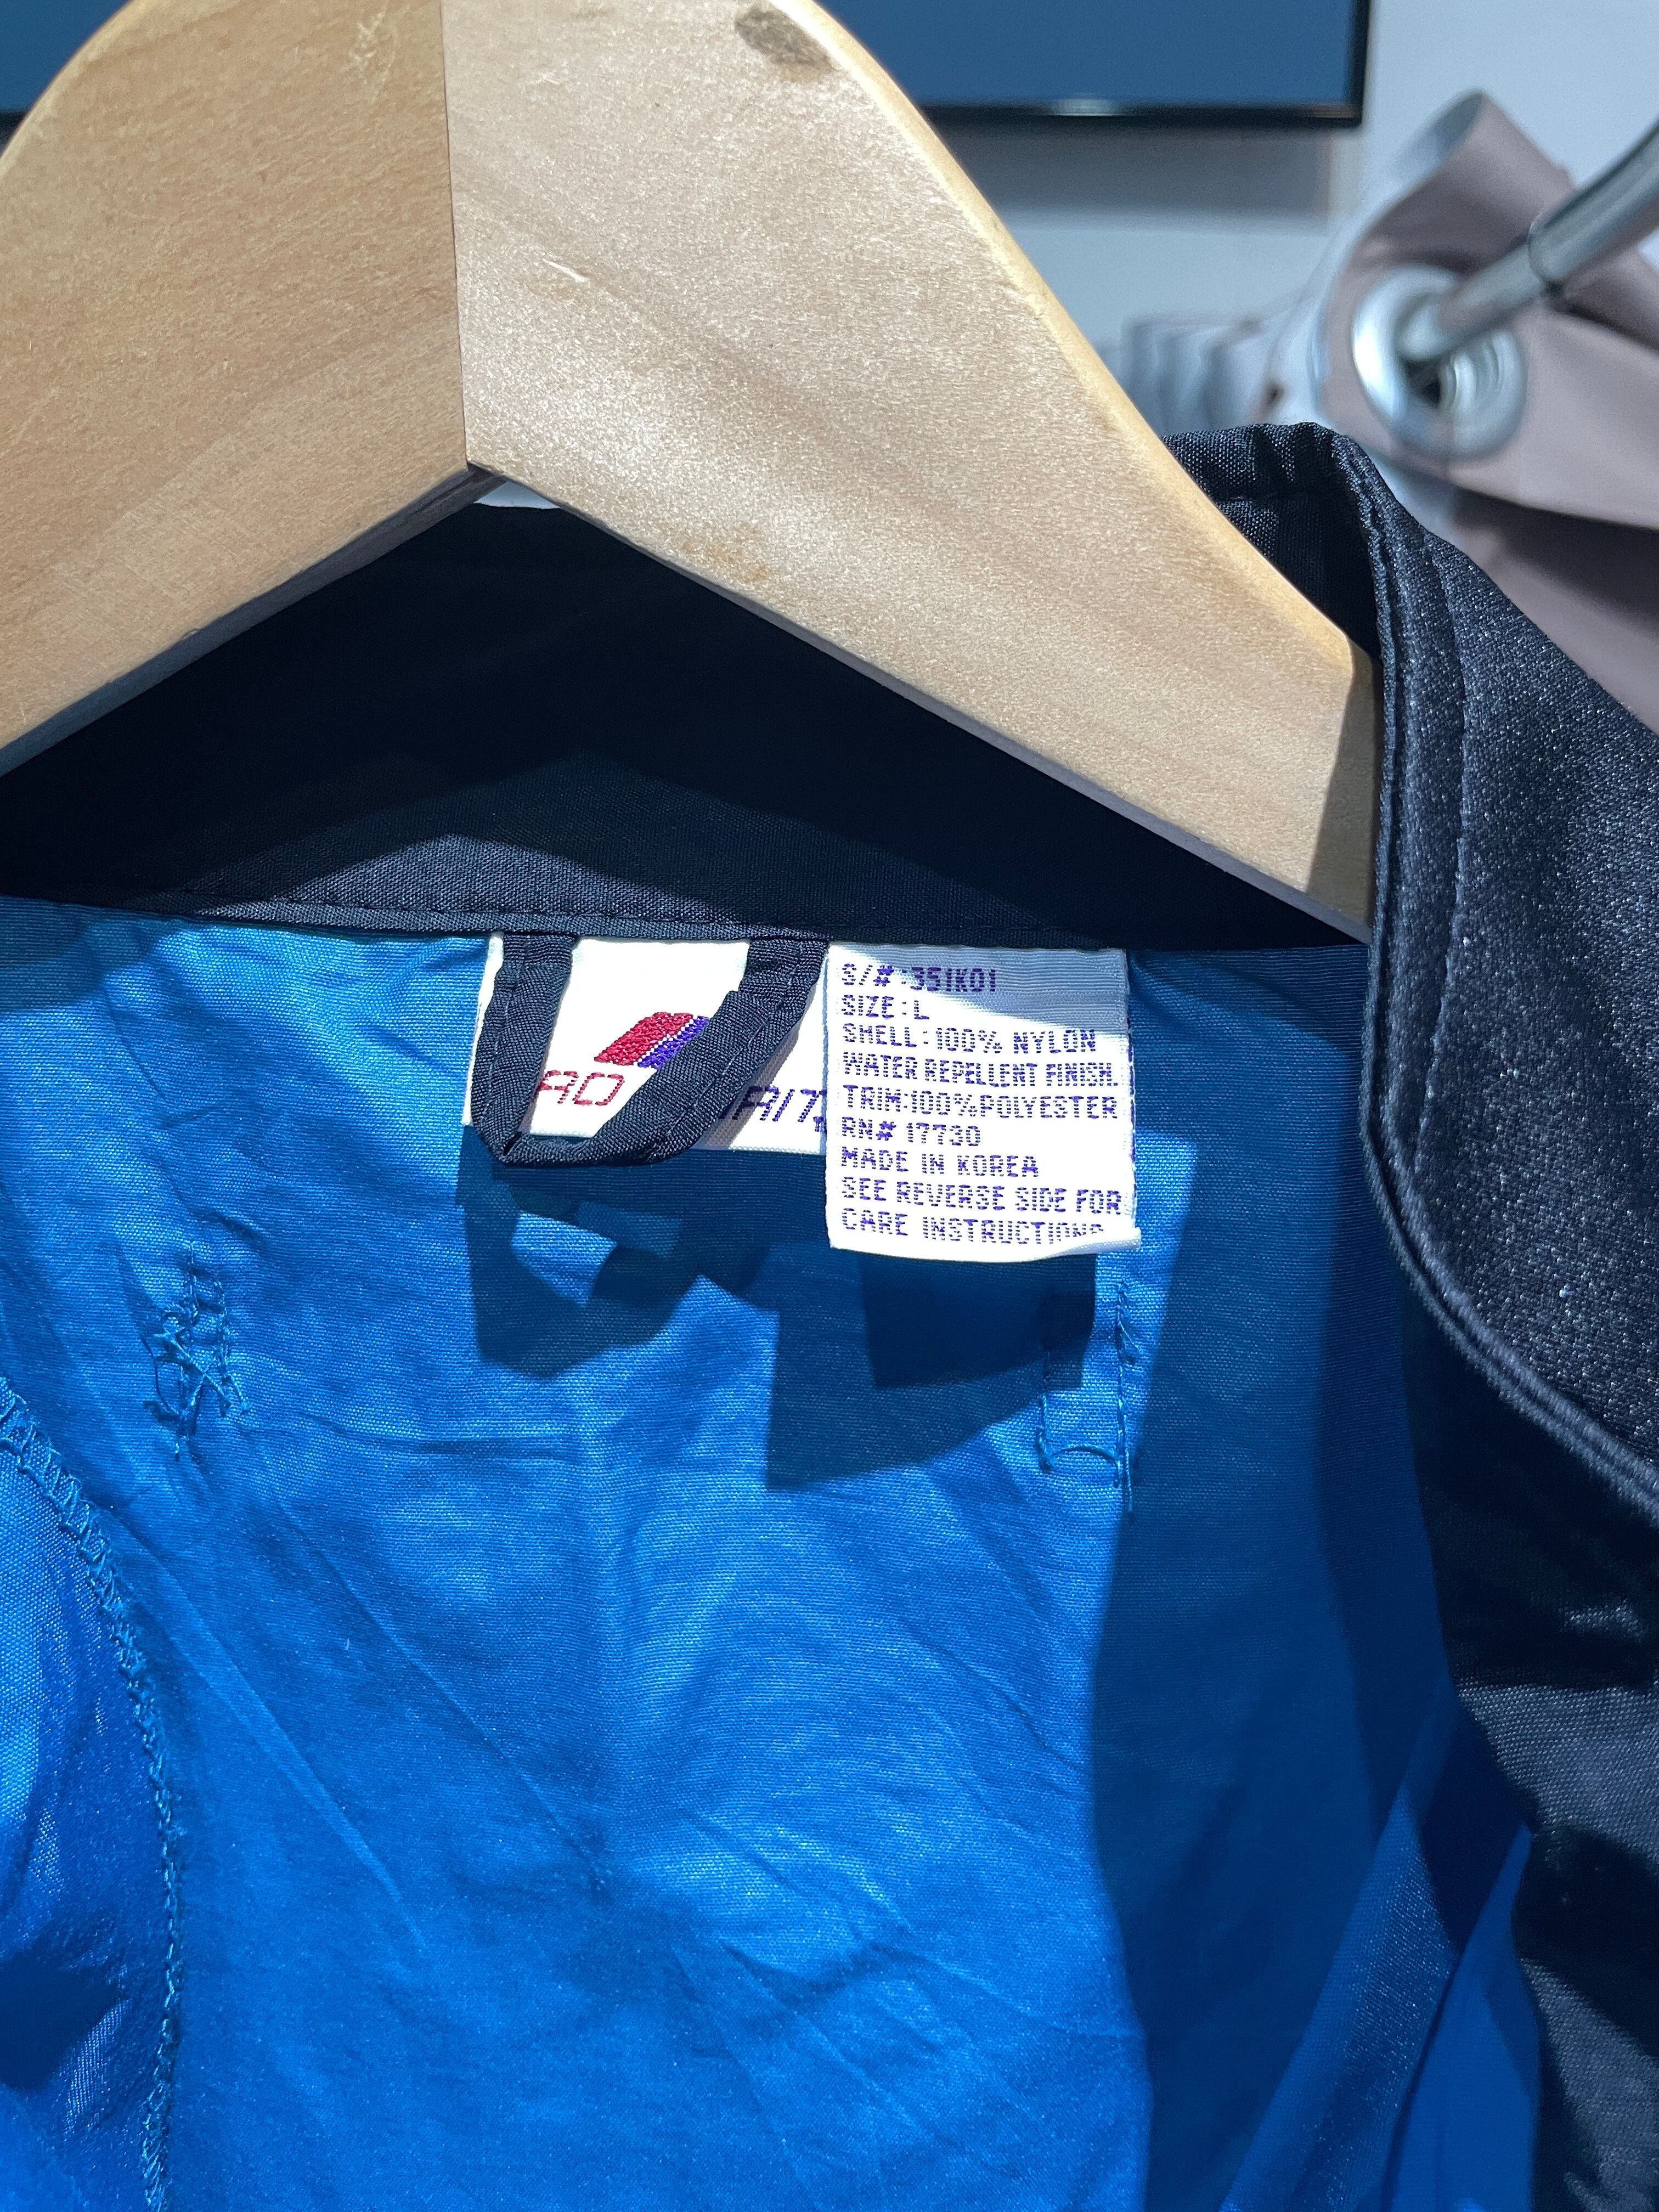 S/# :351K01
SIZE:L
SHELL:100% NYLON
WATER REPELLENT FINISH.
TRIM:100%POLYESTER
RN# 17730
MADE IN KOREA
SEE REVERSE SIDE FOR
CARE INSTRUCTIONS